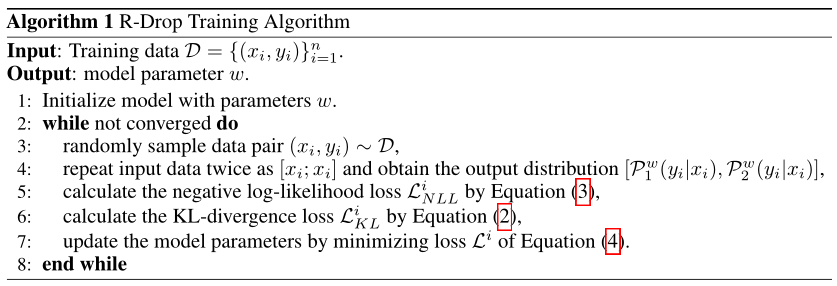 Algorithm 1 R-Drop Training Algorithm
Input: Training data $\mathcal{D} = \{(x_i, y_i)\}_{i=1}^n$.
Output: model parameter $w$.
1: Initialize model with parameters $w$.
2: while not converged do
3: randomly sample data pair $(x_i, y_i) \sim \mathcal{D}$,
4: repeat input data twice as $[x_i; x_i]$ and obtain the output distribution $[\mathcal{P}_1^w(y_i|x_i), \mathcal{P}_2^w(y_i|x_i)]$,
5: calculate the negative log-likelihood loss $\mathcal{L}_{NLL}^i$ by Equation (3),
6: calculate the KL-divergence loss $\mathcal{L}_{KL}^i$ by Equation (2),
7: update the model parameters by minimizing loss $\mathcal{L}^i$ of Equation (4).
8: end while